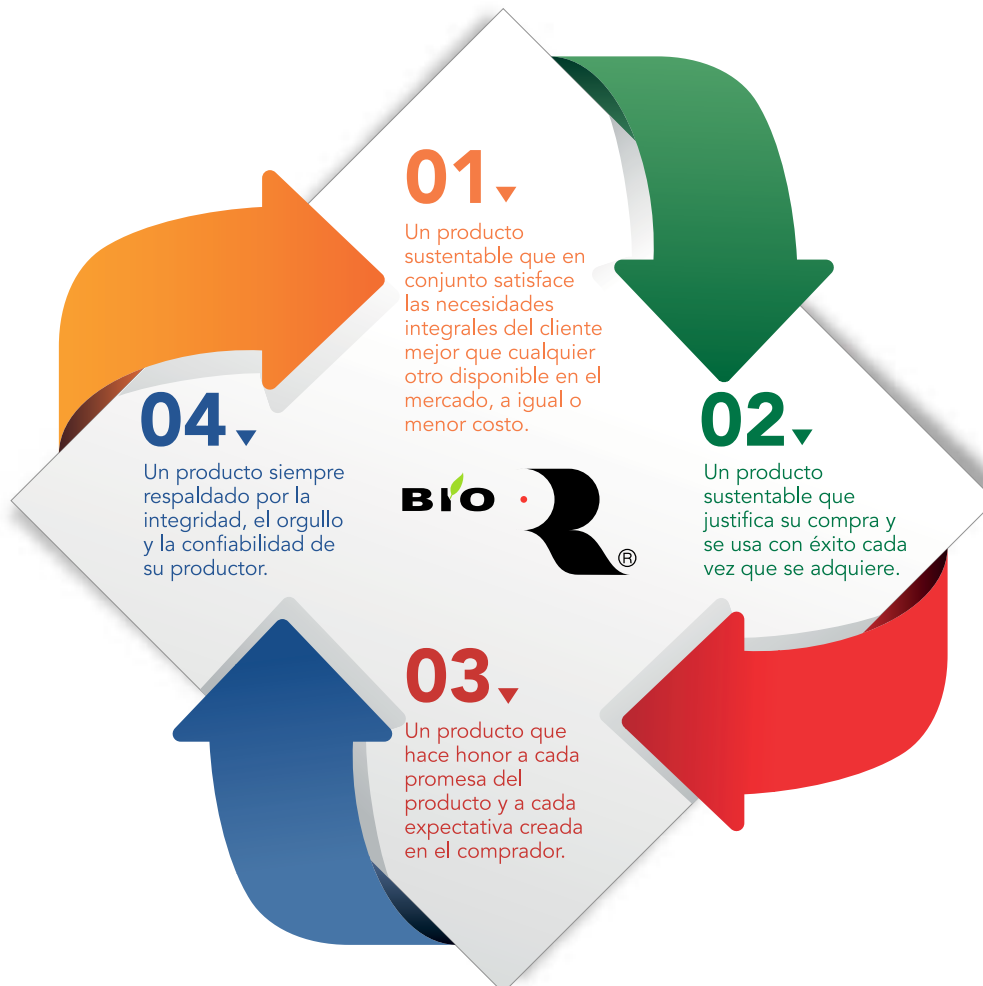 01
Un producto
sustentable que en
conjunto satisface
las necesidades
integrales del cliente
mejor que cualquier
otro disponible en el
mercado, a igual o
menor costo.
02
Un producto
sustentable que
justifica su compra y
se usa con éxito cada
vez que se adquiere.
03
Un producto que
hace honor a cada
promesa del
producto y a cada
expectativa creada
en el comprador.
04
Un producto siempre
respaldado por la
integridad, el orgullo
y la confiabilidad de
su productor.
BIO · R®